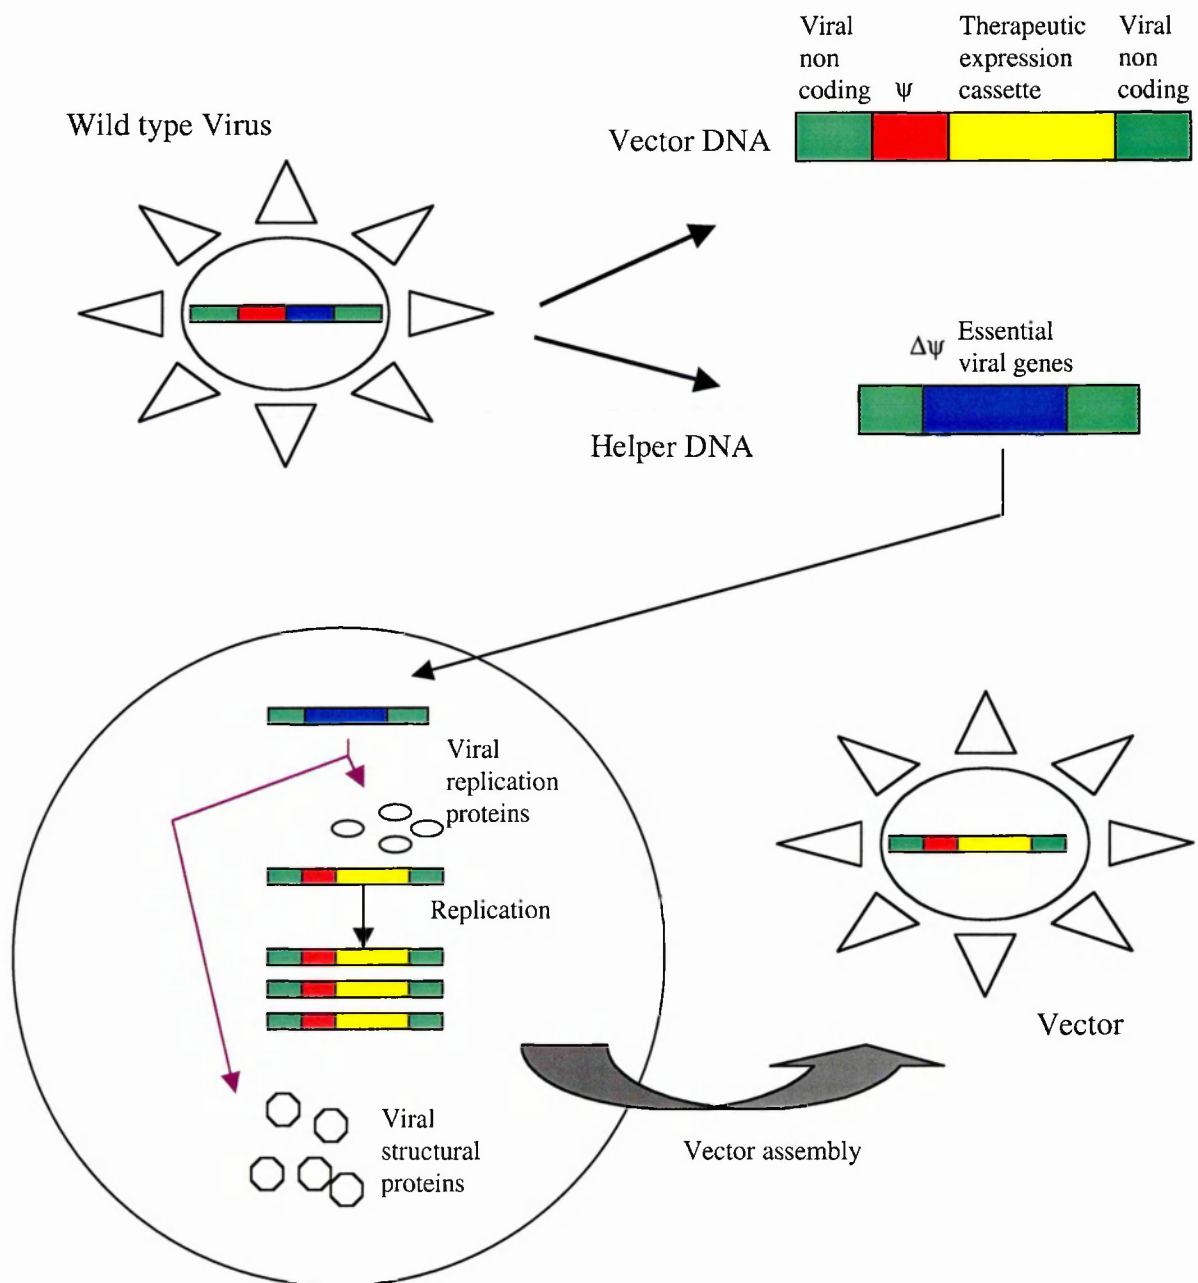 Viral
non
coding
ψ
Therapeutic
expression
cassette
Viral
non
coding
Wild type Virus
Vector DNA
Δψ
Essential
viral genes
Helper DNA
Viral
replication
proteins
Replication
Vector
Viral
structural
proteins
Vector assembly